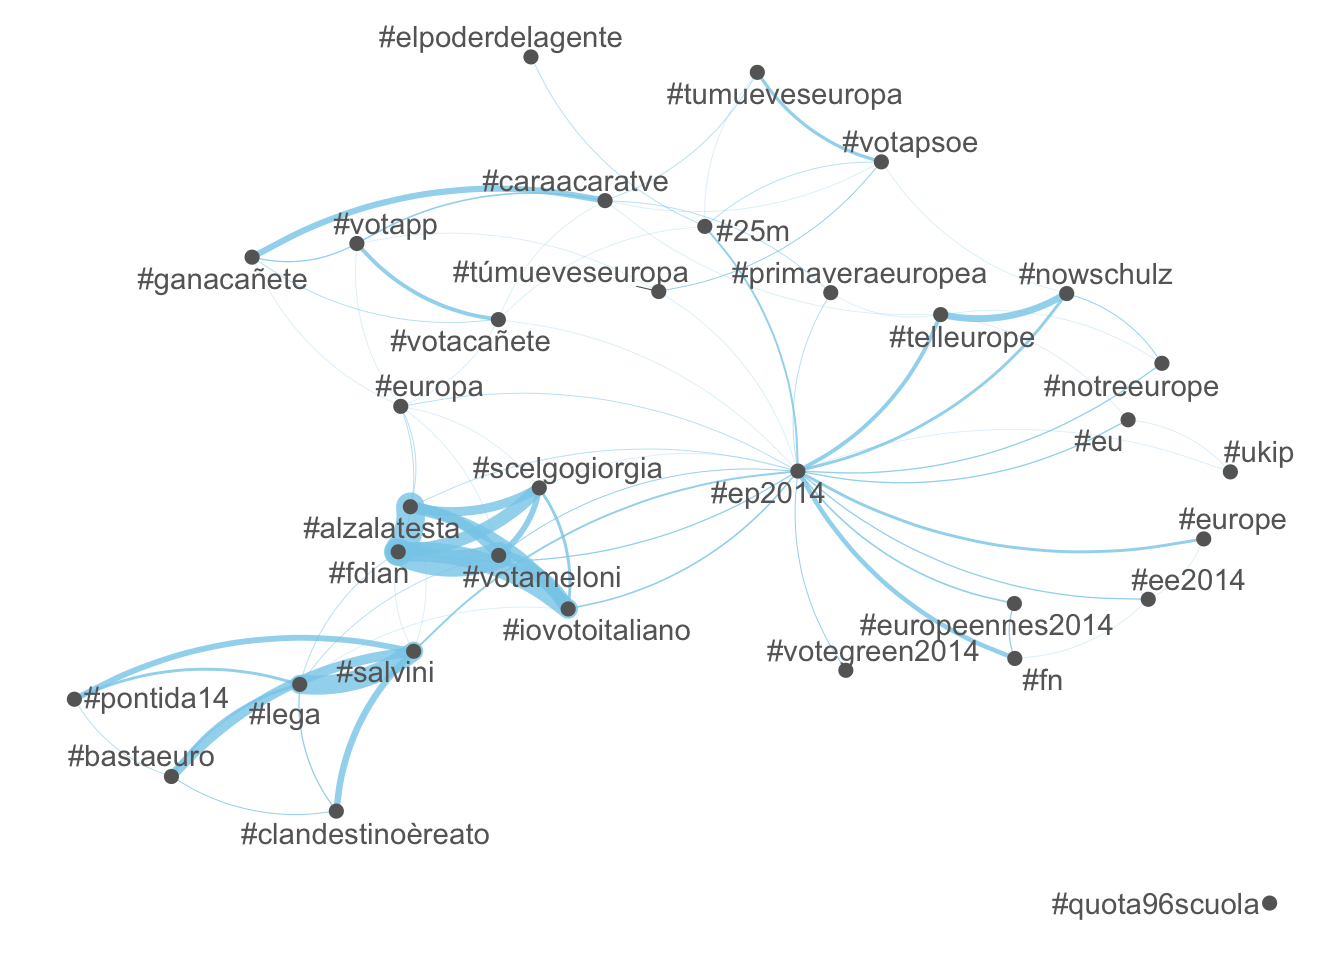 #elpoderdelagente
#tumueveseuropa
#votapsoe
#caraacaratve
#votapp
#25m
#ganacañete
#túmueveseuropa
#primaveraeuropea
#nowschulz
#votacañete
#telleurope
#europa
#notreeurope
#eu
#ukip
#scelgogiorgia
#ep2014
#alzalatesta
#europe
#fdian
#votameloni
#ee2014
#iovotoitaliano
#europeennes2014
#votegreen2014
#salvini
#fn
#pontida14
#lega
#bastaeuro
#clandestinoèreato
#quota96scuola